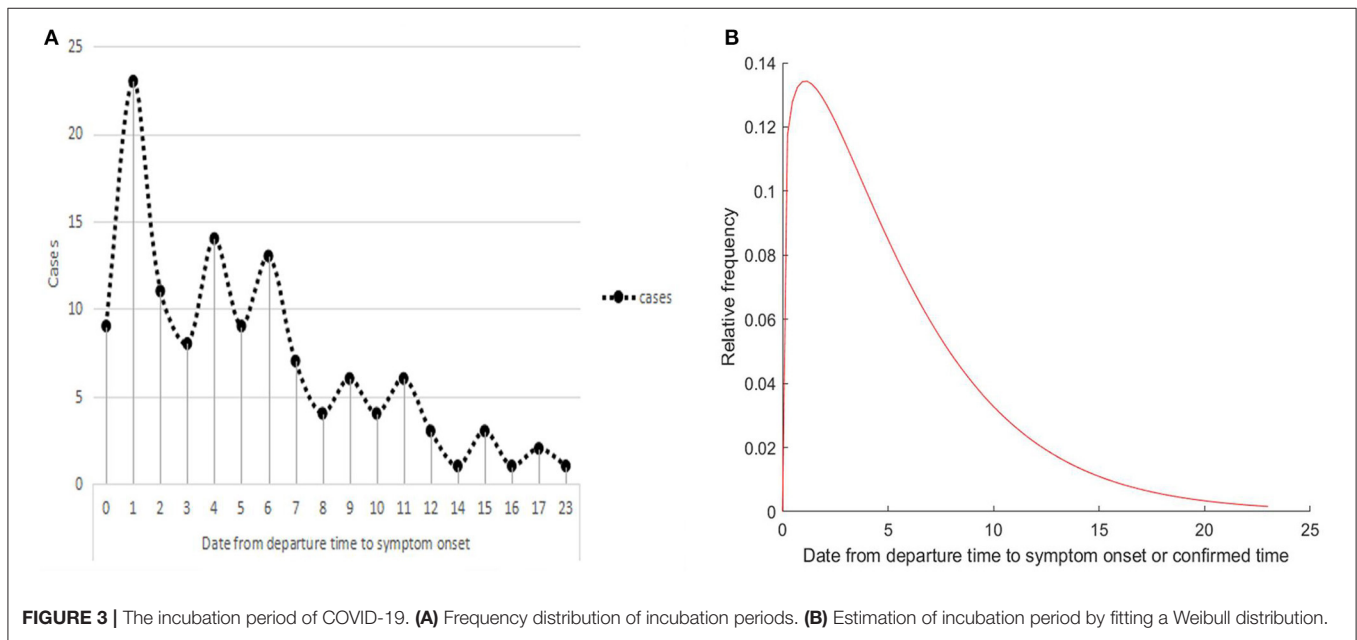 A
25
20
15
10
5
0
Cases
0 1 2 3 4 5 6 7 8 9 10 11 12 14 15 16 17 23
Date from departure time to symptom onset
cases
B
0.14
0.12
0.1
0.08
0.06
0.04
0.02
0
Relative frequency
0 5 10 15 20 25
Date from departure time to symptom onset or confirmed time
FIGURE 3 | The incubation period of COVID-19. (A) Frequency distribution of incubation periods. (B) Estimation of incubation period by fitting a Weibull distribution.